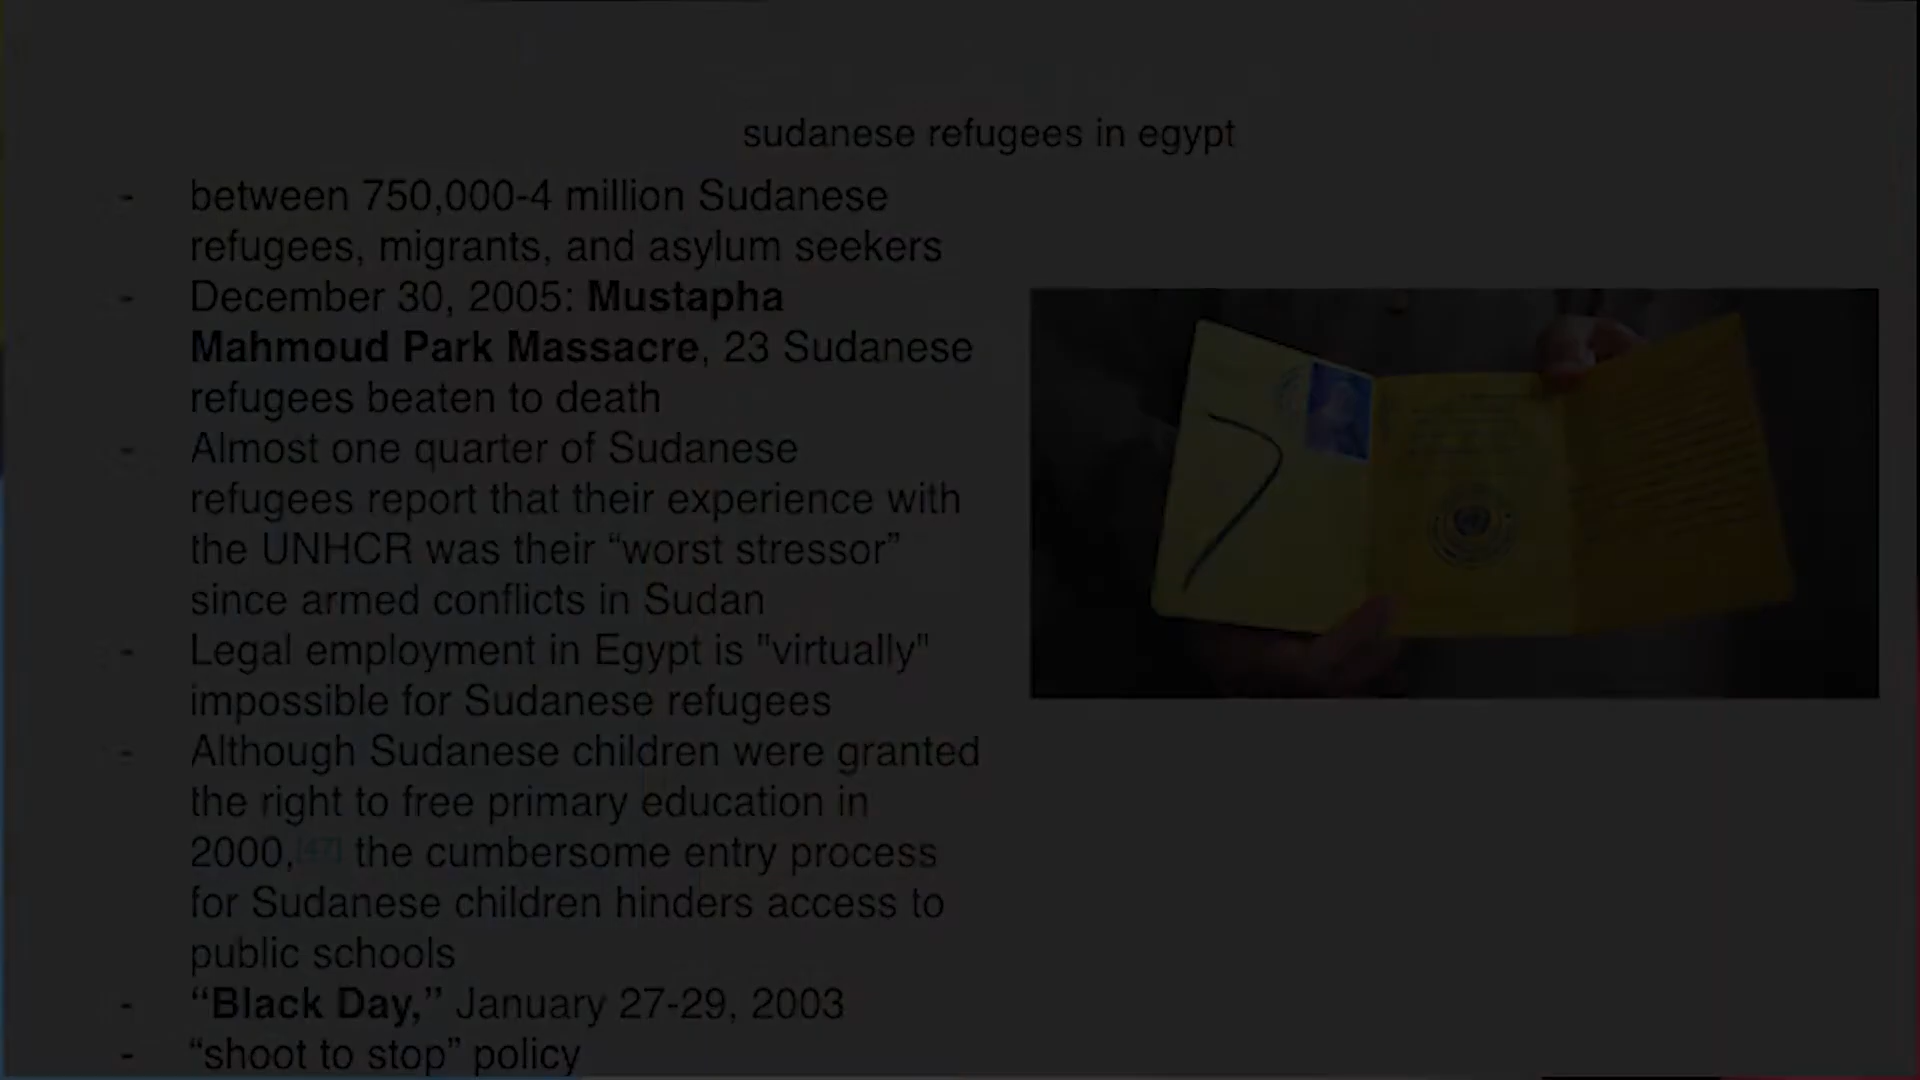 sudanese refugees in egypt
- between 750,000-4 million Sudanese
refugees, migrants, and asylum seekers
- December 30, 2005: Mustapha
Mahmoud Park Massacre, 23 Sudanese
refugees beaten to death
- Almost one quarter of Sudanese
refugees report that their experience with
the UNHCR was their “worst stressor”
since armed conflicts in Sudan
- Legal employment in Egypt is "virtually"
impossible for Sudanese refugees
- Although Sudanese children were granted
the right to free primary education in
2000,[47] the cumbersome entry process
for Sudanese children hinders access to
public schools
- “Black Day,” January 27-29, 2003
- “shoot to stop” policy